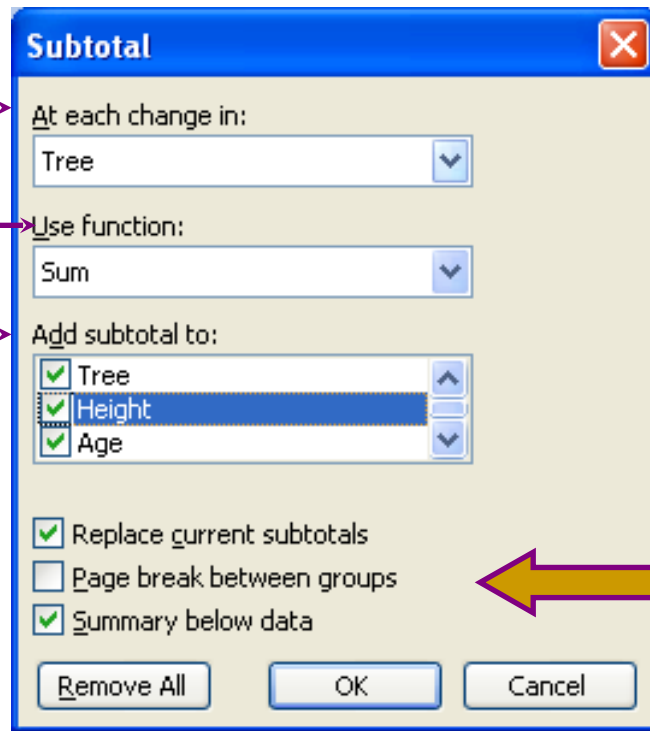 Subtotal
At each change in:
Tree
Use function:
Sum
Add subtotal to:
Tree
Height
Age
Replace current subtotals
Page break between groups
Summary below data
Remove All OK Cancel